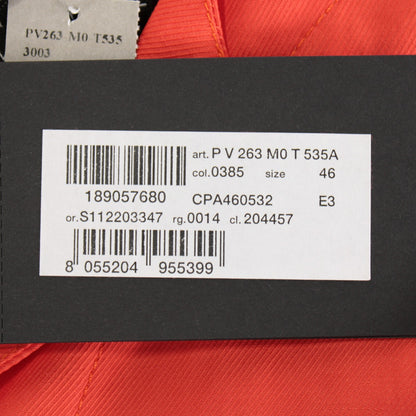 PV263 M0 T535
3003
art. P V 263 M0 T 535A
col.0385 size 46
189057680 CPA460532 E3
or.S112203347 rg.0014 cl. 204457
8 055204 955399